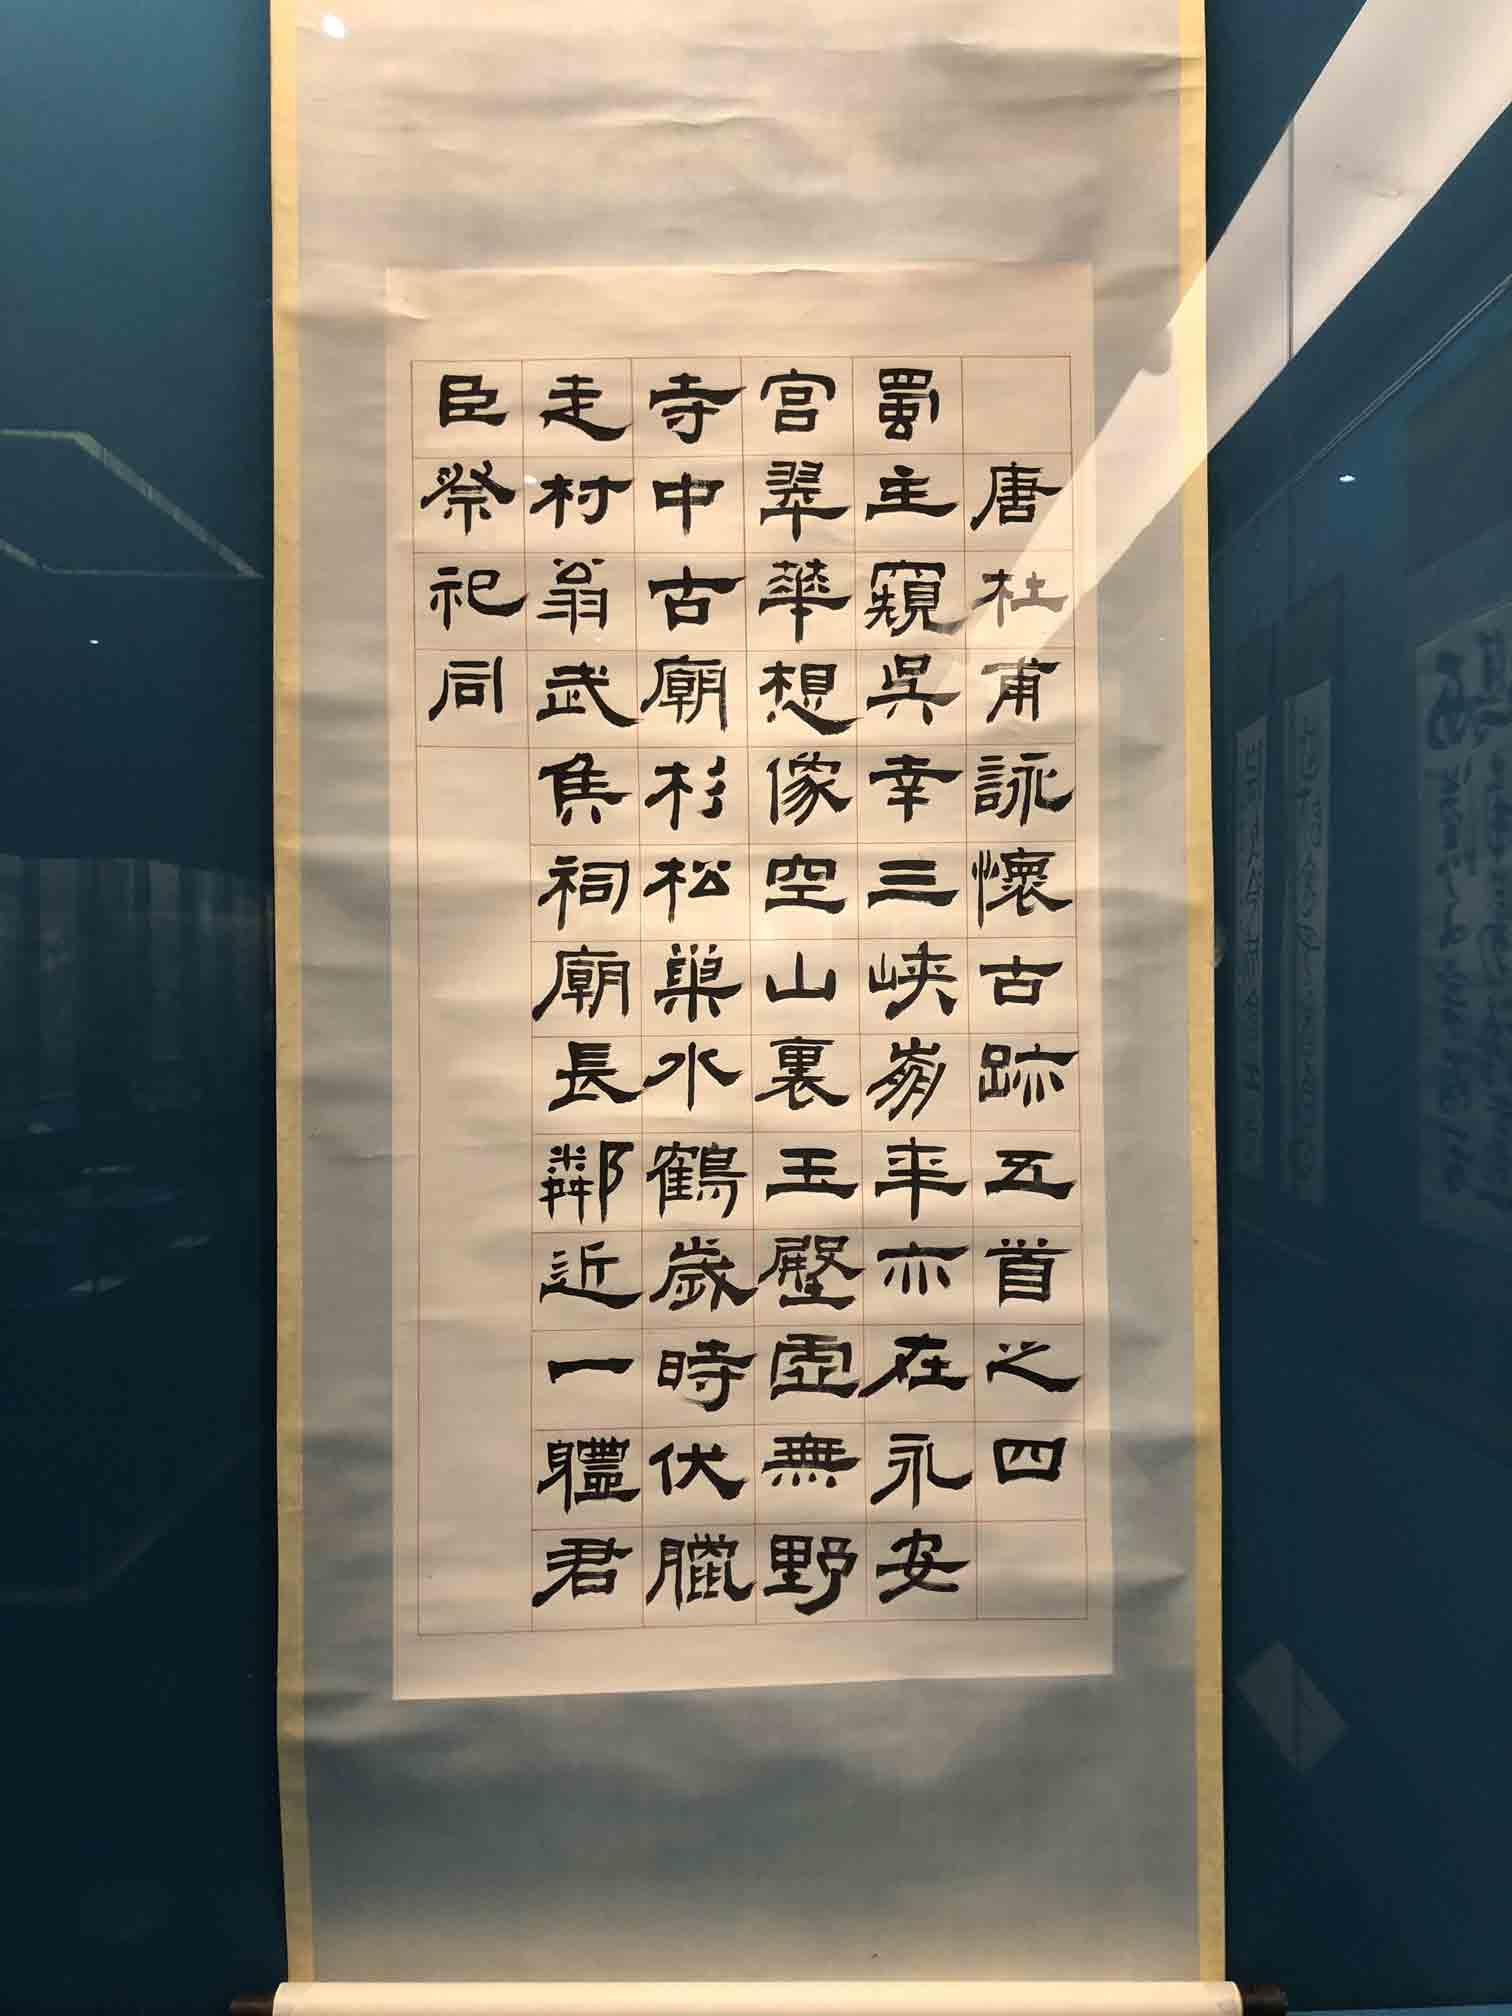 唐杜甫詠懷古跡五首之四
蜀主窺吳幸三峽崩年亦在永安
宮翠華想像空山裏玉殿虛無野
寺中古廟杉松巢水鶴歲時伏臘
走村翁武侯祠廟長鄰近一體君
臣祭祀同